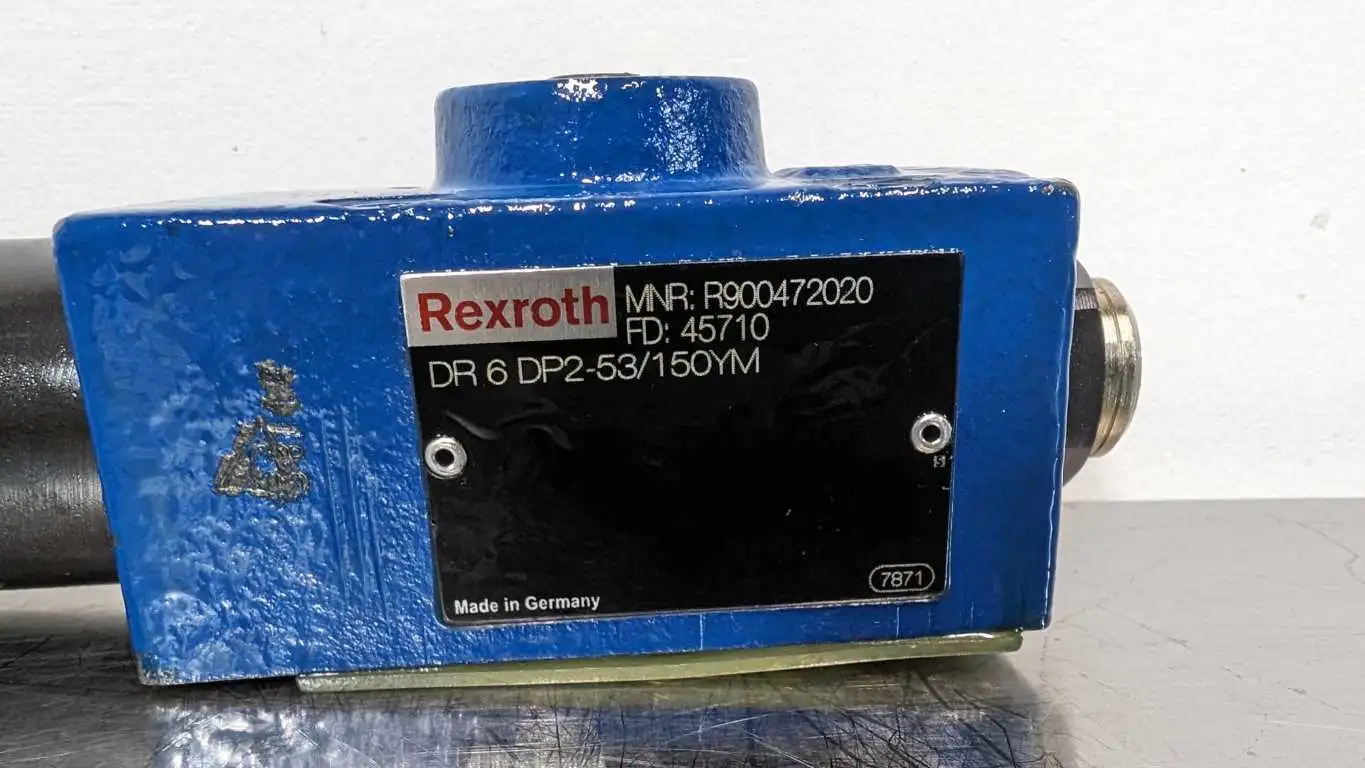 Rexroth
MNR: R900472020
FD: 45710
DR 6 DP2-53/150YM
Made in Germany
7871